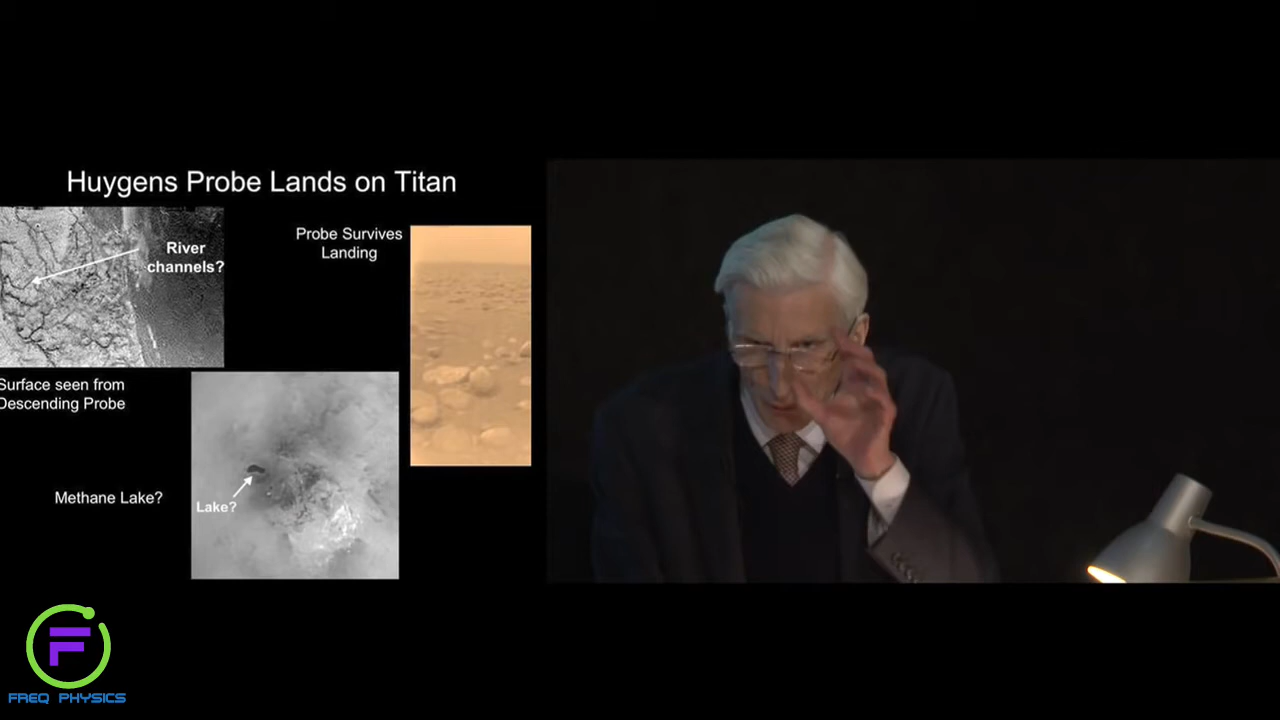 Huygens Probe Lands on Titan
River
channels?
Probe Survives
Landing
Surface seen from
Descending Probe
Methane Lake?
Lake?
FREQ PHYSICS